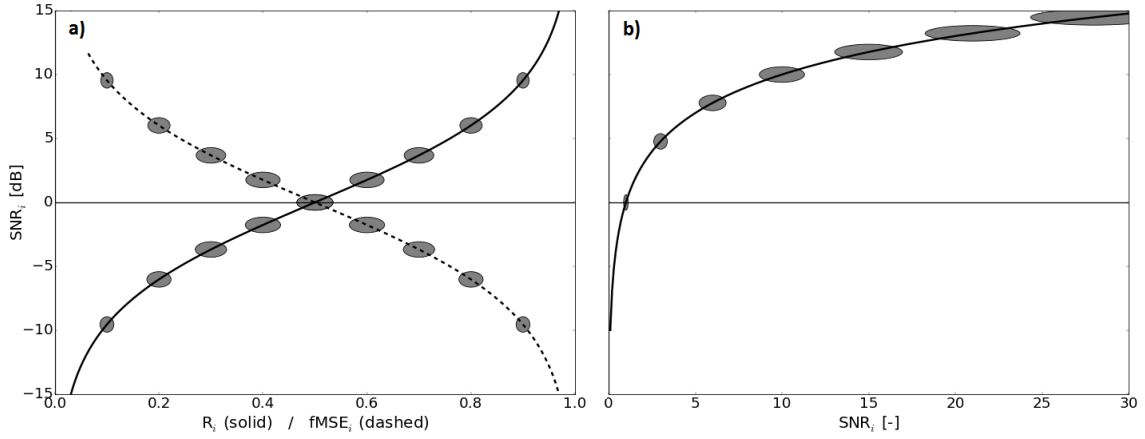 a)
SNR_i [dB]
15
10
5
0
−5
−10
−15
0.0 0.2 0.4 0.6 0.8 1.0
R_i (solid) / fMSE_i (dashed)
b)
0 5 10 15 20 25 30
SNR_i [-]